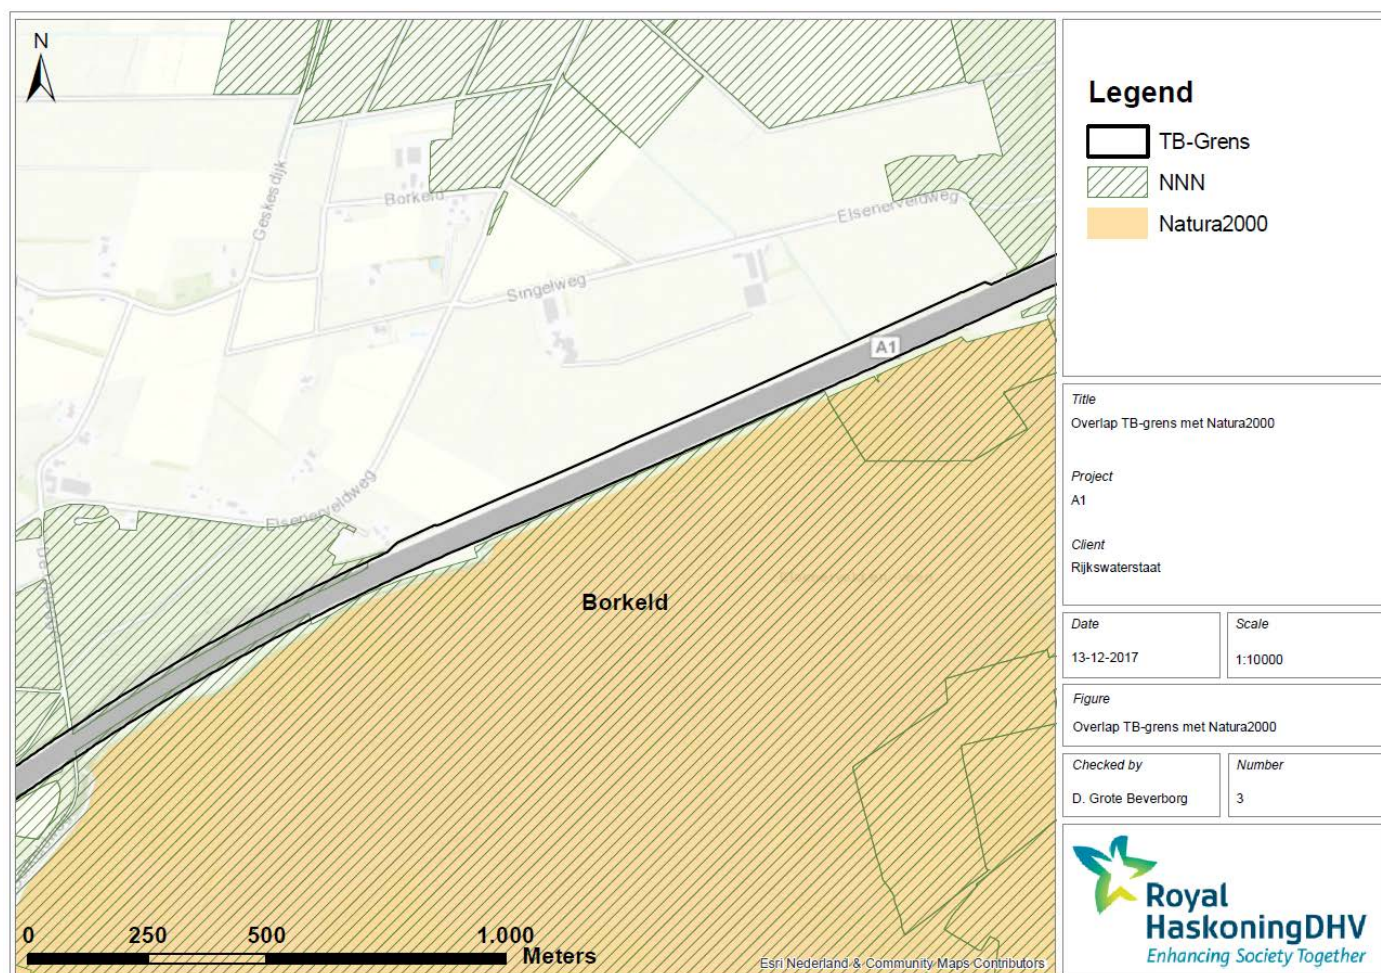 N
Geskesdijk
Borkeld
Elsenerveldweg
Singelweg
A1
Elsenerveldweg
Borkeld
0 250 500 1.000
Meters
Esri Nederland & Community Maps Contributors
Legend
TB-Grens
NNN
Natura2000
Title
Overlap TB-grens met Natura2000
Project
A1
Client
Rijkswaterstaat
Date
13-12-2017
Scale
1:10000
Figure
Overlap TB-grens met Natura2000
Checked by
D. Grote Beverborg
Number
3
Royal
HaskoningDHV
Enhancing Society Together